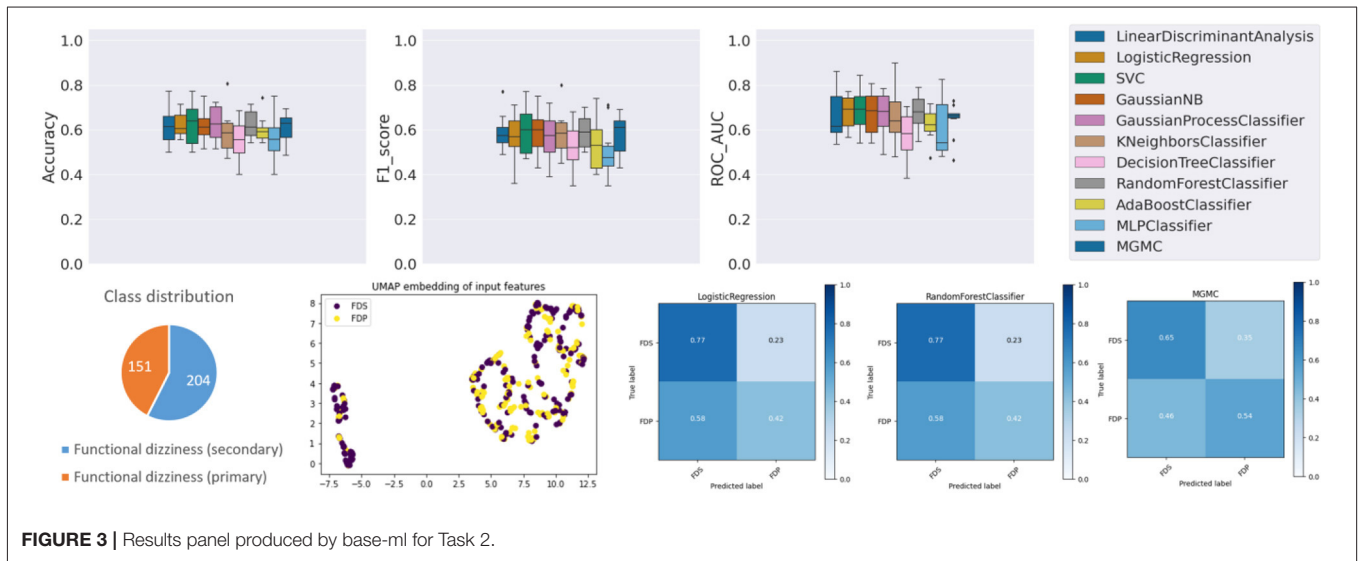 1.0
0.8
0.6
0.4
0.2
0.0
Accuracy
1.0
0.8
0.6
0.4
0.2
0.0
F1_score
1.0
0.8
0.6
0.4
0.2
0.0
ROC_AUC
LinearDiscriminantAnalysis
LogisticRegression
SVC
GaussianNB
GaussianProcessClassifier
KNeighborsClassifier
DecisionTreeClassifier
RandomForestClassifier
AdaBoostClassifier
MLPClassifier
MGMC
Class distribution
151
204
Functional dizziness (secondary)
Functional dizziness (primary)
UMAP embedding of input features
FDS
FDP
8
7
6
5
4
3
2
1
0
−7.5 −5.0 −2.5 0.0 2.5 5.0 7.5 10.0 12.5
LogisticRegression
FDS
FDP
True label
0.77 0.23
0.58 0.42
FDS FDP
Predicted label
1.0
0.8
0.6
0.4
0.2
0.0
RandomForestClassifier
FDS
FDP
True label
0.77 0.23
0.58 0.42
FDS FDP
Predicted label
1.0
0.8
0.6
0.4
0.2
0.0
MGMC
FDS
FDP
True label
0.65 0.35
0.46 0.54
FDS FDP
Predicted label
1.0
0.8
0.6
0.4
0.2
0.0
FIGURE 3 | Results panel produced by base-ml for Task 2.